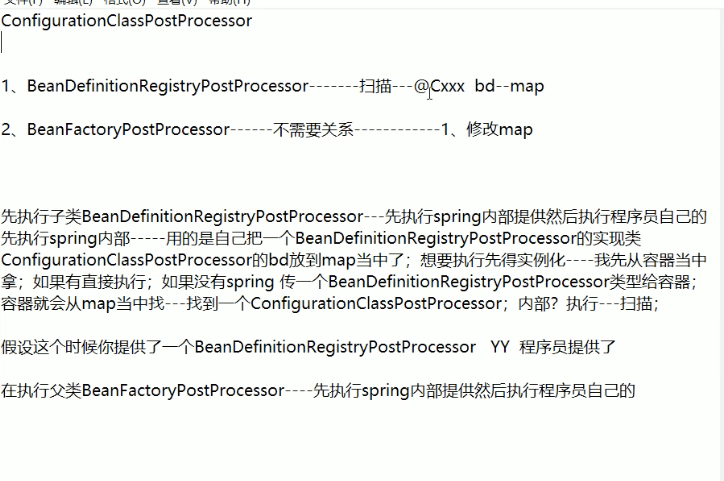 文件(F) 编辑(E) 格式(O) 查看(V) 帮助(H)
ConfigurationClassPostProcessor
1、BeanDefinitionRegistryPostProcessor-------扫描---@Cxxx bd--map
2、BeanFactoryPostProcessor------不需要关系------------1、修改map
先执行子类BeanDefinitionRegistryPostProcessor---先执行spring内部提供然后执行程序员自己的
先执行spring内部-----用的是自己把一个BeanDefinitionRegistryPostProcessor的实现类
ConfigurationClassPostProcessor的bd放到map当中了；想要执行先得实例化----我先从容器当中
拿；如果有直接执行；如果没有spring 传一个BeanDefinitionRegistryPostProcessor类型给容器；
容器就会从map当中找---找到一个ConfigurationClassPostProcessor；内部？执行---扫描；
假设这个时候你提供了一个BeanDefinitionRegistryPostProcessor YY 程序员提供了
在执行父类BeanFactoryPostProcessor----先执行spring内部提供然后执行程序员自己的